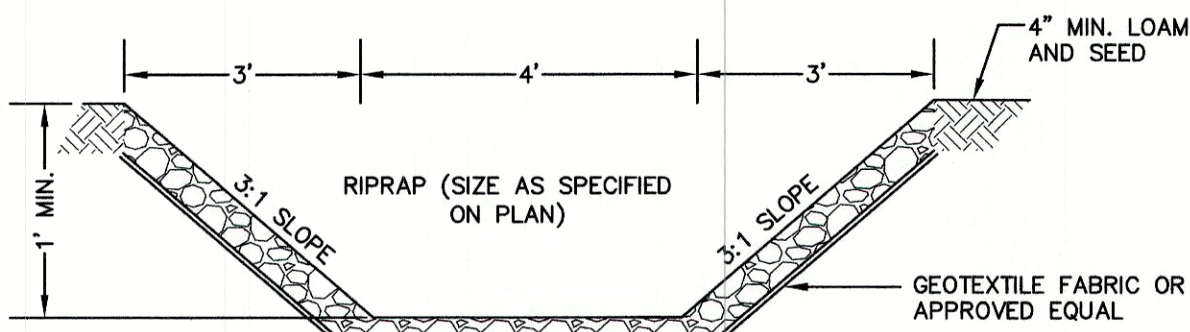 4" MIN. LOAM
AND SEED
3'
4'
3'
1' MIN.
3:1 SLOPE
RIPRAP (SIZE AS SPECIFIED
ON PLAN)
3:1 SLOPE
GEOTEXTILE FABRIC OR
APPROVED EQUAL